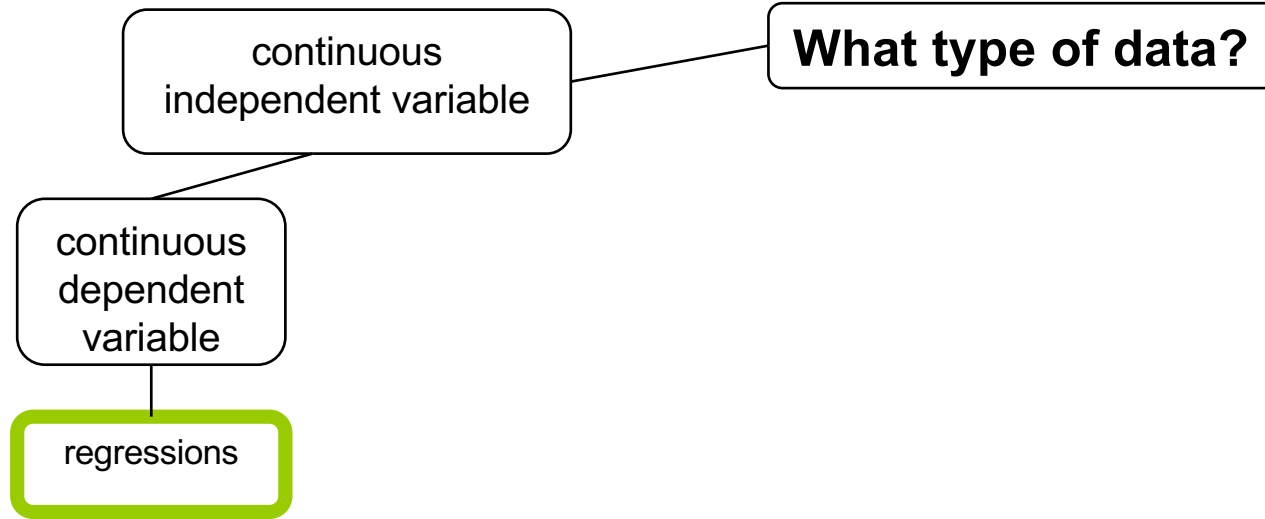 What type of data?
continuous
independent variable
continuous
dependent
variable
regressions